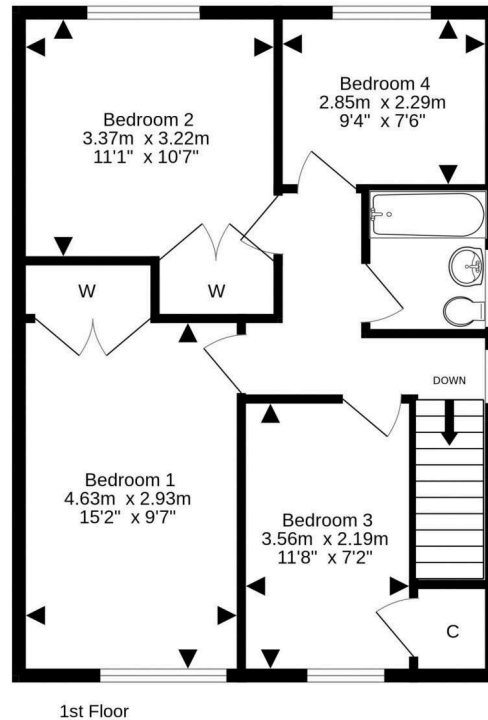 Bedroom 2
3.37m x 3.22m
11'1" x 10'7"
Bedroom 4
2.85m x 2.29m
9'4" x 7'6"
W
W
DOWN
Bedroom 1
4.63m x 2.93m
15'2" x 9'7"
Bedroom 3
3.56m x 2.19m
11'8" x 7'2"
C
1st Floor